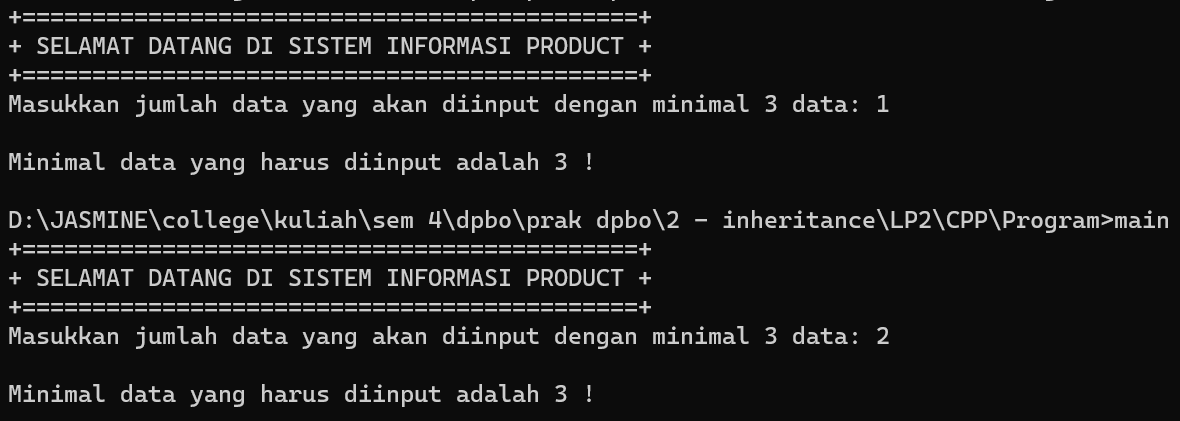 +============================================+
+ SELAMAT DATANG DI SISTEM INFORMASI PRODUCT +
+============================================+
Masukkan jumlah data yang akan diinput dengan minimal 3 data: 1
Minimal data yang harus diinput adalah 3 !
D:\JASMINE\college\kuliah\sem 4\dpbo\prak dpbo\2 - inheritance\LP2\CPP\Program>main
+============================================+
+ SELAMAT DATANG DI SISTEM INFORMASI PRODUCT +
+============================================+
Masukkan jumlah data yang akan diinput dengan minimal 3 data: 2
Minimal data yang harus diinput adalah 3 !